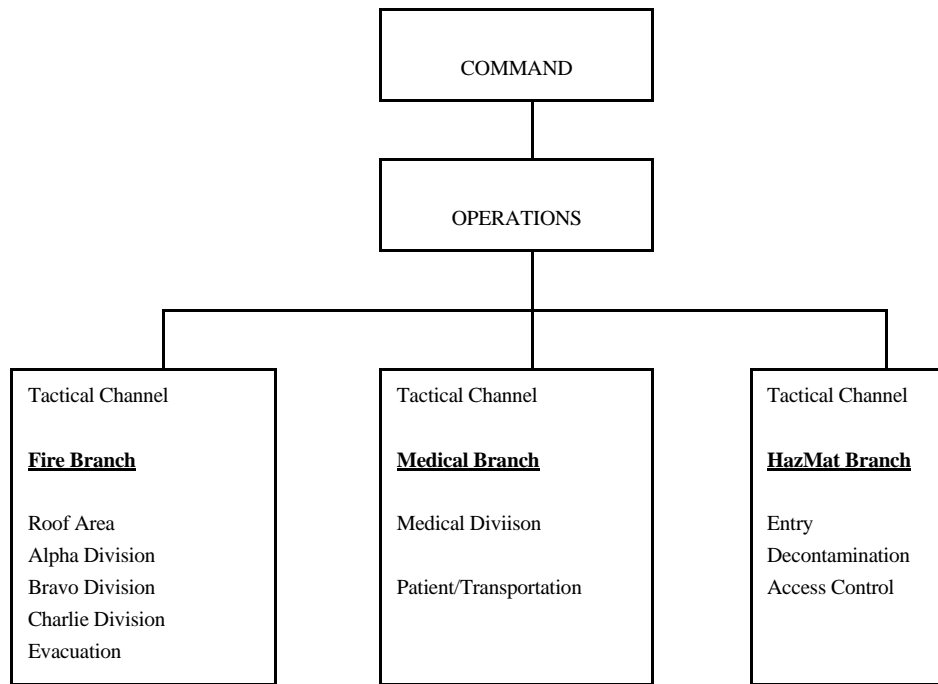 COMMAND
OPERATIONS
Tactical Channel
Fire Branch
Roof Area
Alpha Division
Bravo Division
Charlie Division
Evacuation
Tactical Channel
Medical Branch
Medical Diviison
Patient/Transportation
Tactical Channel
HazMat Branch
Entry
Decontamination
Access Control